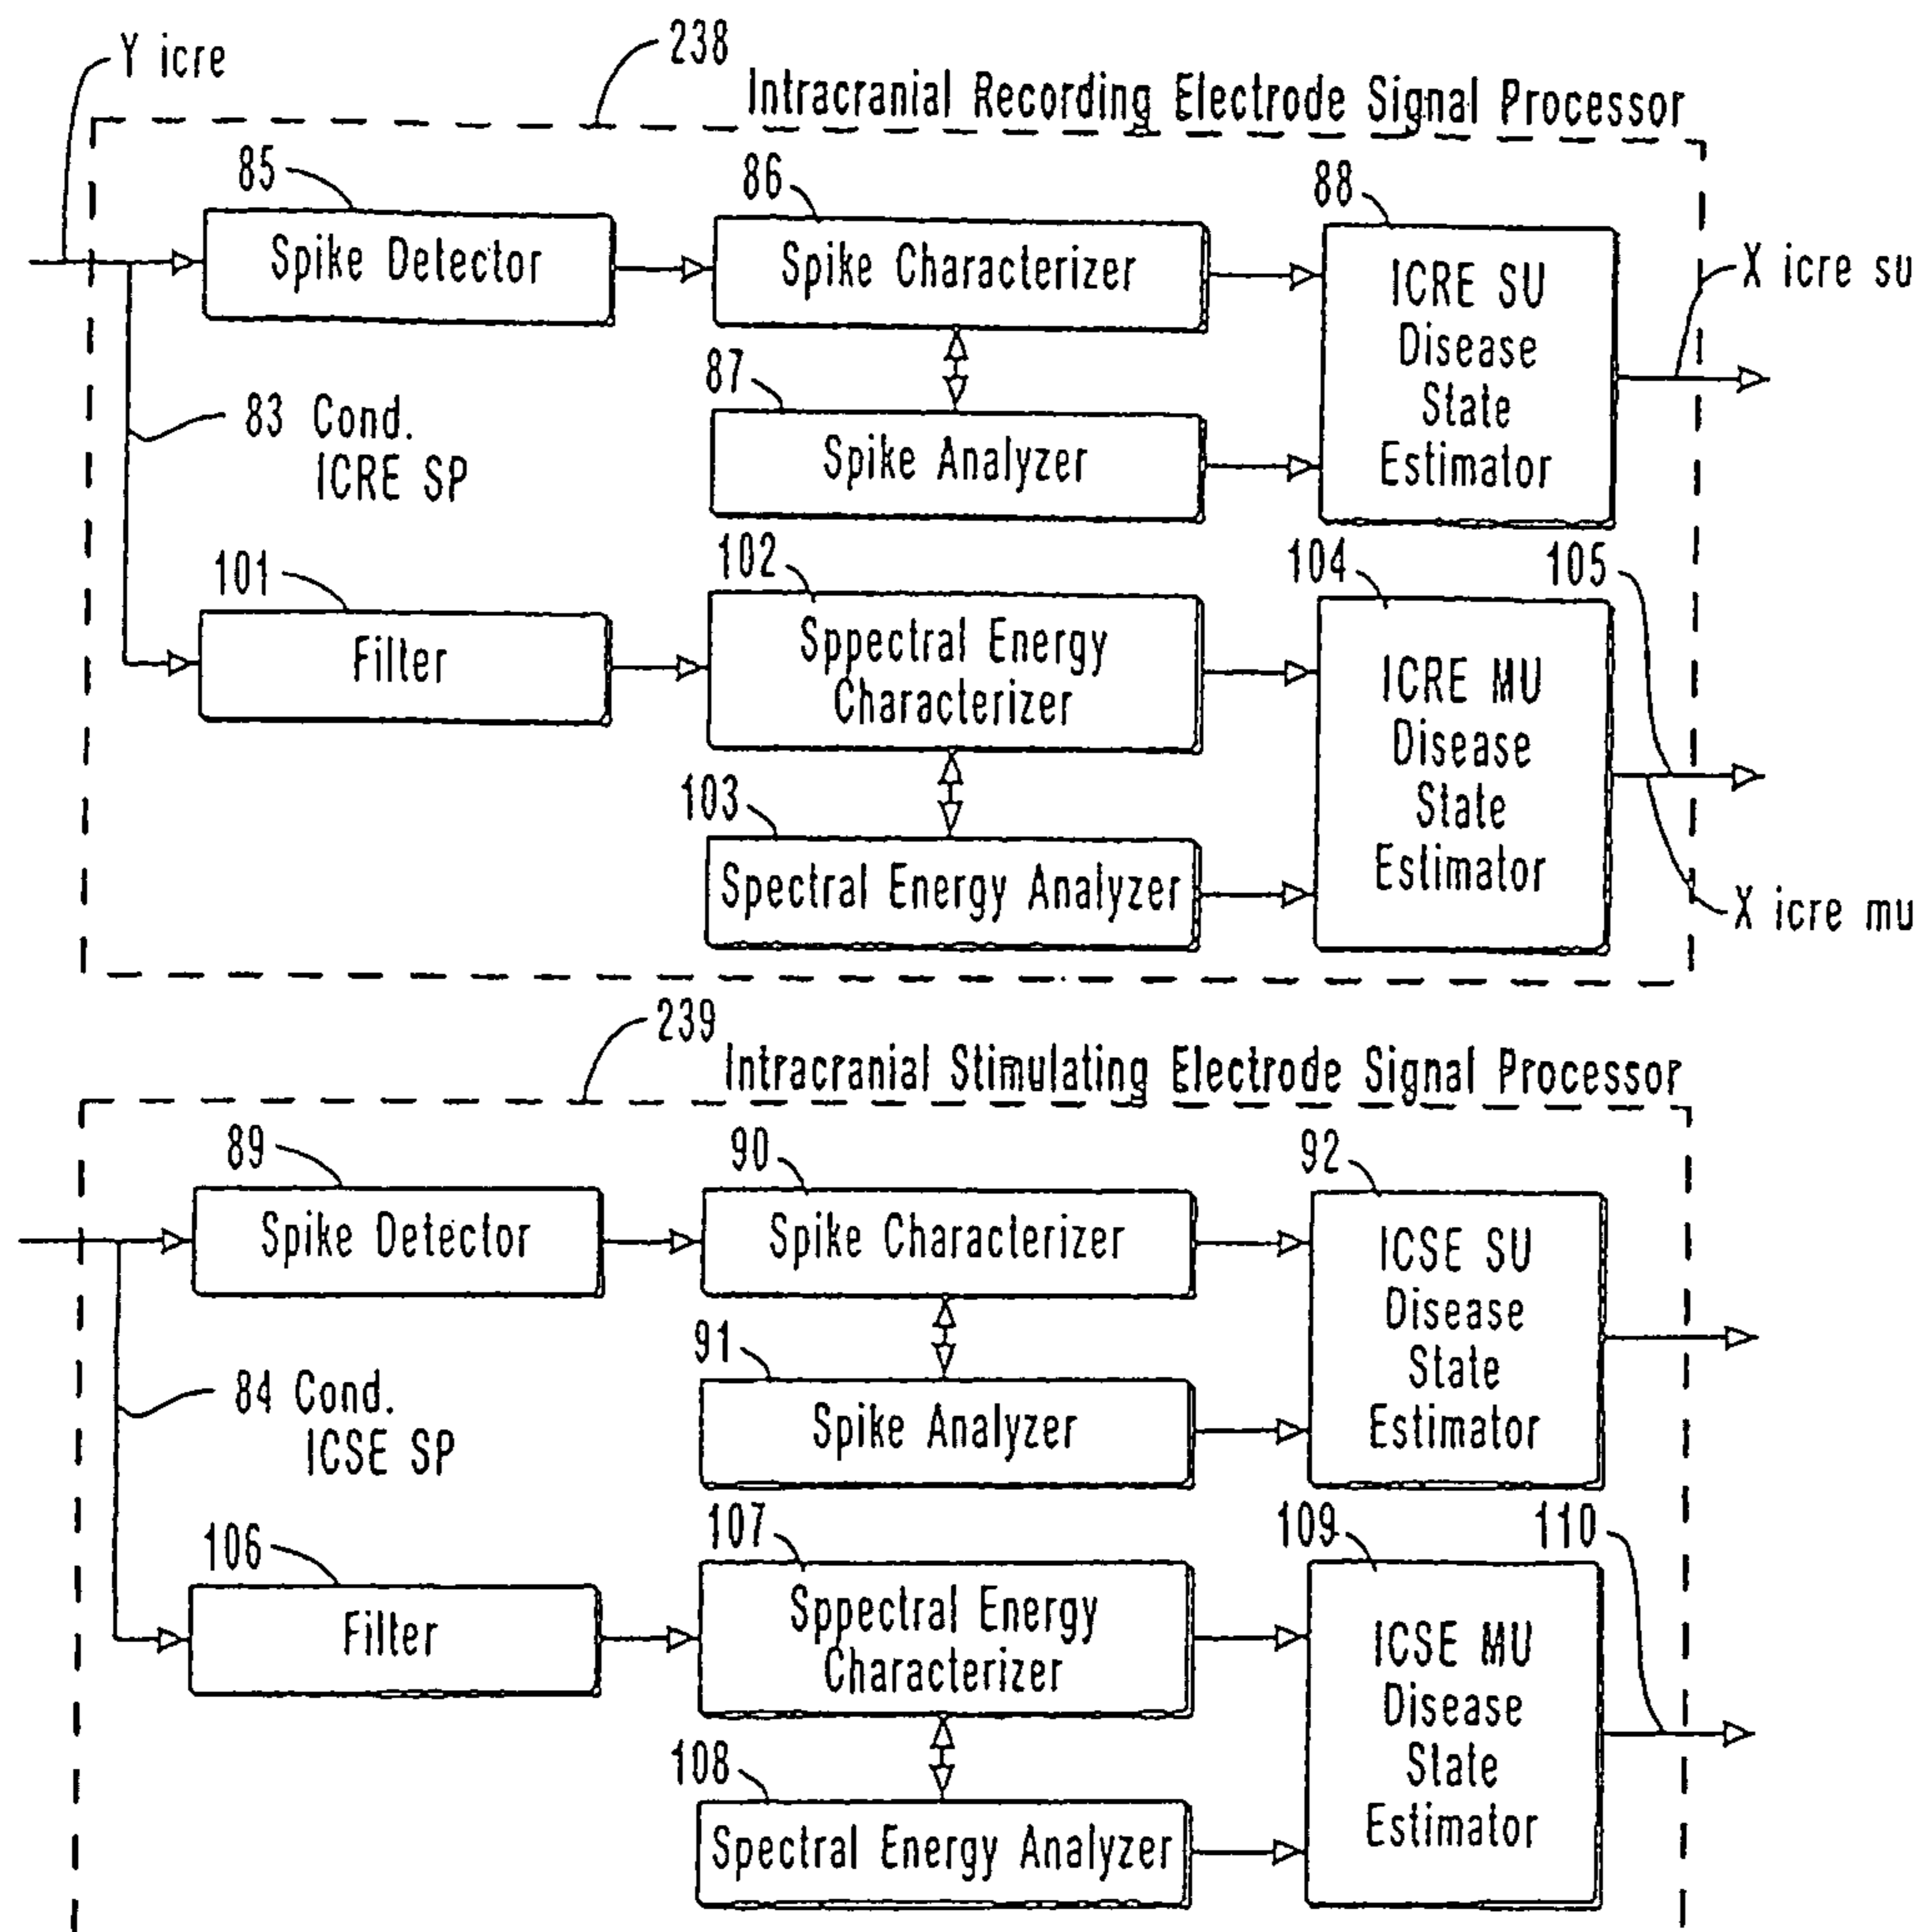 Y icre
238
Intracranial Recording Electrode Signal Processor
85
86
88
Spike Detector
Spike Characterizer
ICRE SU
Disease
State
Estimator
X icre su
87
83 Cond.
ICRE SP
Spike Analyzer
101
102
104
105
Filter
Sppectral Energy
Characterizer
ICRE MU
Disease
State
Estimator
103
Spectral Energy Analyzer
X icre mu
239
Intracranial Stimulating Electrode Signal Processor
89
90
92
Spike Detector
Spike Characterizer
ICSE SU
Disease
State
Estimator
91
84 Cond.
ICSE SP
Spike Analyzer
106
107
109
110
Filter
Sppectral Energy
Characterizer
ICSE MU
Disease
State
Estimator
108
Spectral Energy Analyzer